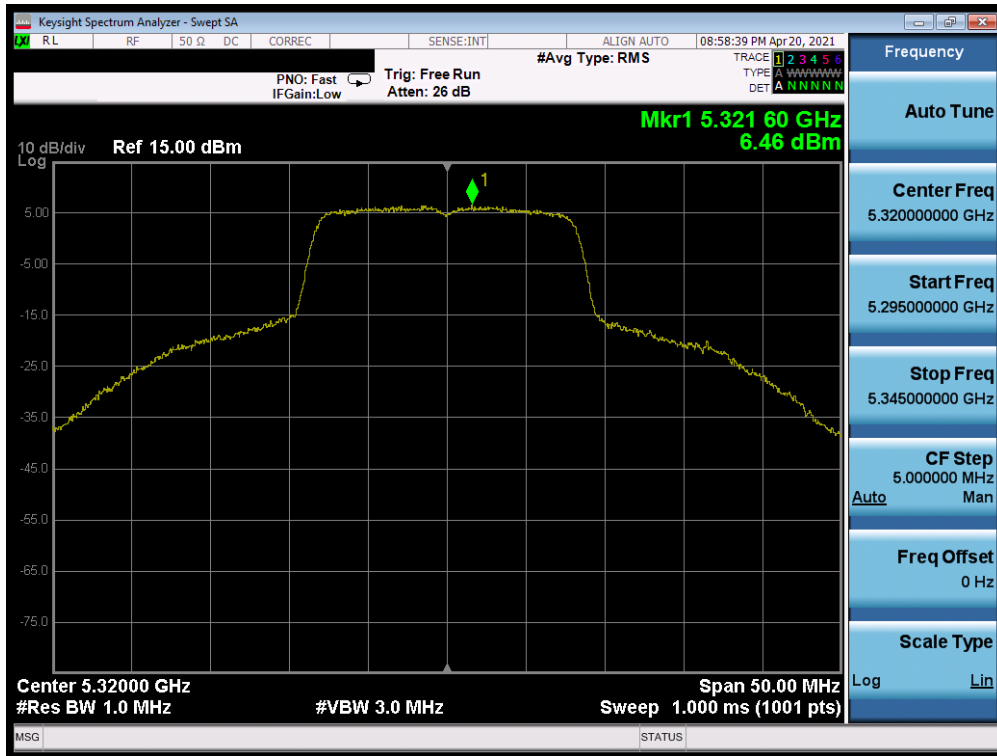 Keysight Spectrum Analyzer - Swept SA
LXI RL RF 50 Ω DC CORREC SENSE:INT ALIGN AUTO 08:58:39 PM Apr 20, 2021
PNO: Fast
IFGain:Low
Trig: Free Run
Atten: 26 dB
#Avg Type: RMS
TRACE 1 2 3 4 5 6
TYPE A WWWWW
DET A N N N N N
Mkr1 5.321 60 GHz
6.46 dBm
10 dB/div Ref 15.00 dBm
Log
1
5.00
-5.00
-15.0
-25.0
-35.0
-45.0
-55.0
-65.0
-75.0
Center 5.32000 GHz Span 50.00 MHz
#Res BW 1.0 MHz #VBW 3.0 MHz Sweep 1.000 ms (1001 pts)
MSG STATUS
Frequency
Auto Tune
Center Freq
5.320000000 GHz
Start Freq
5.295000000 GHz
Stop Freq
5.345000000 GHz
CF Step
5.000000 MHz
Auto Man
Freq Offset
0 Hz
Scale Type
Log Lin